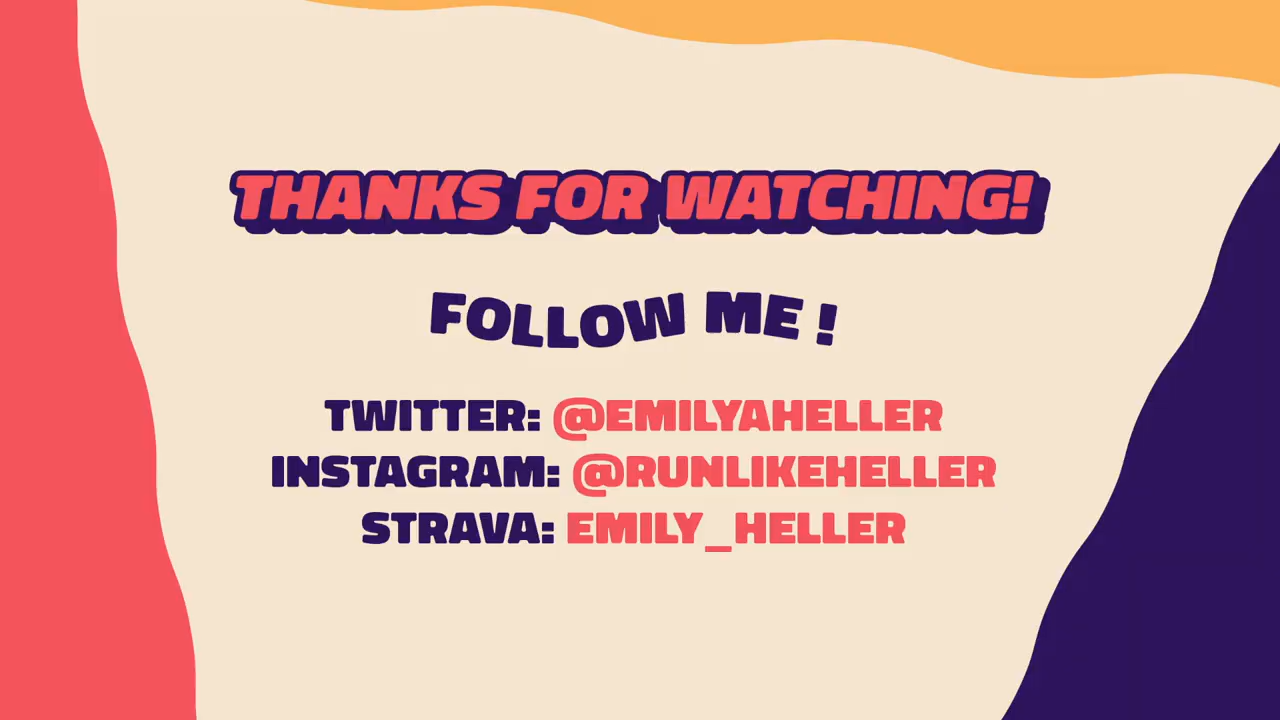 THANKS FOR WATCHING!
FOLLOW ME !
TWITTER: @EMILYAHELLER
INSTAGRAM: @RUNLIKEHELLER
STRAVA: EMILY_HELLER